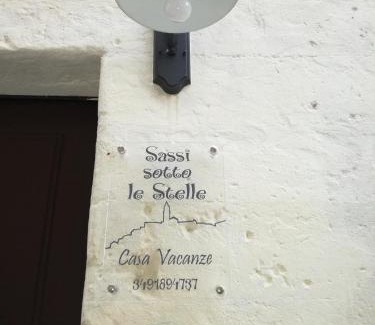 Sassi
sotto
le Stelle
Casa Vacanze
3491894737